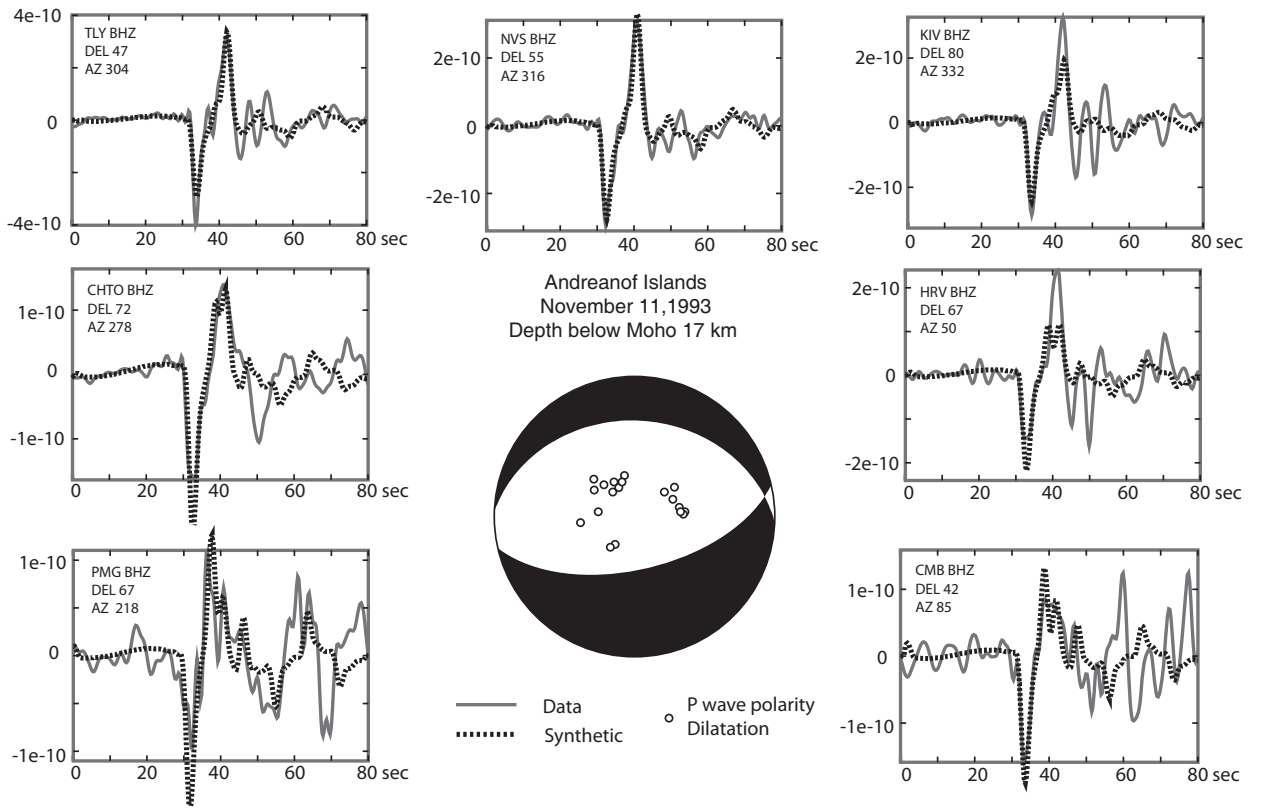 4e-10
0
-4e-10
TLY BHZ
DEL 47
AZ 304
0 20 40 60 80 sec
2e-10
0
-2e-10
NVS BHZ
DEL 55
AZ 316
0 20 40 60 80 sec
2e-10
0
-2e-10
KIV BHZ
DEL 80
AZ 332
0 20 40 60 80 sec
1e-10
0
-1e-10
CHTO BHZ
DEL 72
AZ 278
0 20 40 60 80 sec
Andreanof Islands
November 11,1993
Depth below Moho 17 km
2e-10
0
-2e-10
HRV BHZ
DEL 67
AZ 50
0 20 40 60 80 sec
1e-10
0
-1e-10
PMG BHZ
DEL 67
AZ 218
0 20 40 60 80 sec
Data
Synthetic
P wave polarity
Dilatation
1e-10
0
-1e-10
CMB BHZ
DEL 42
AZ 85
0 20 40 60 80 sec